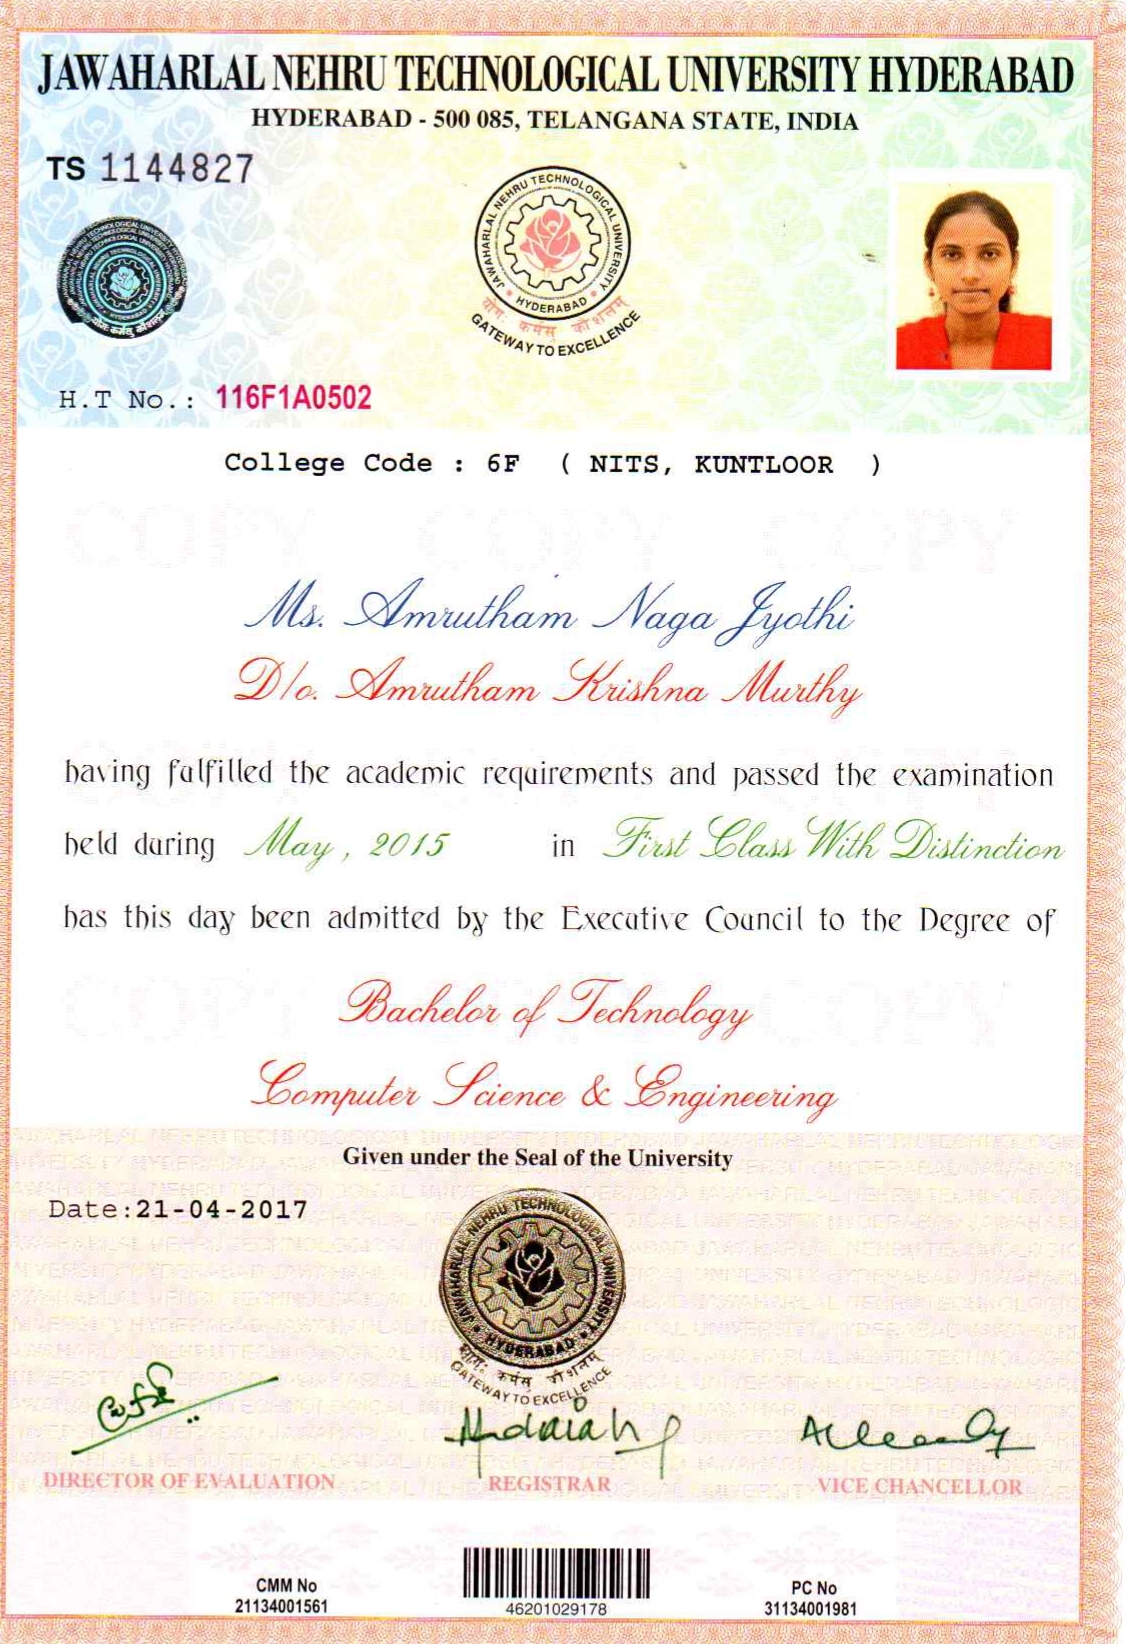 JAWAHARLAL NEHRU TECHNOLOGICAL UNIVERSITY HYDERABAD
HYDERABAD - 500 085, TELANGANA STATE, INDIA
TS 1144827
JAWAHARLAL NEHRU TECHNOLOGICAL UNIVERSITY
HYDERABAD
योगः कर्मसु कौशलम्
GATEWAY TO EXCELLENCE
H.T No.: 116F1A0502
College Code : 6F ( NITS, KUNTLOOR )
COPY COPY COPY
Ms. Amrutham Naga Jyothi
D/o. Amrutham Krishna Murthy
having fulfilled the academic requirements and passed the examination
held during May, 2015 in First Class With Distinction
has this day been admitted by the Executive Council to the Degree of
Bachelor of Technology
Computer Science & Engineering
Given under the Seal of the University
Date:21-04-2017
JAWAHARLAL NEHRU TECHNOLOGICAL UNIVERSITY
HYDERABAD
योगः कर्मसु कौशलम्
GATEWAY TO EXCELLENCE
DIRECTOR OF EVALUATION REGISTRAR VICE CHANCELLOR
CMM No
21134001561
46201029178
PC No
31134001981